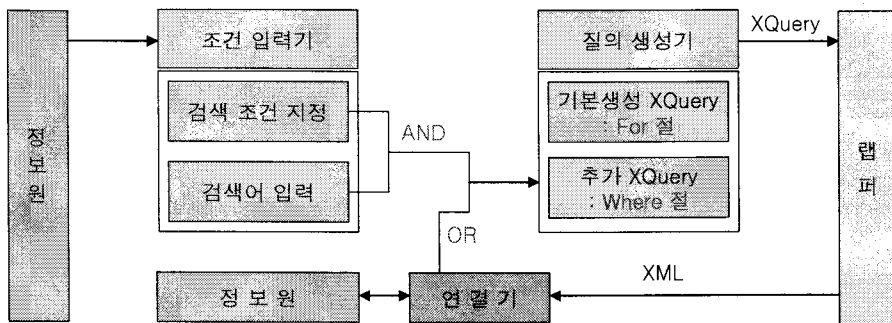 조건 입력기
질의 생성기
XQuery
정보원
검색 조건 지정
AND
기본생성 XQuery
: For 절
랩퍼
검색어 입력
추가 XQuery
: Where 절
OR
정 보 원
연 결 기
XML